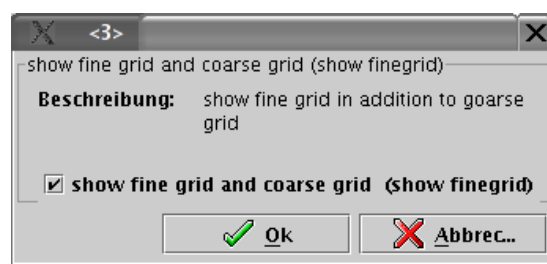 <3>
show fine grid and coarse grid (show finegrid)
Beschreibung: show fine grid in addition to goarse
grid
show fine grid and coarse grid (show finegrid)
Ok Abbrec...